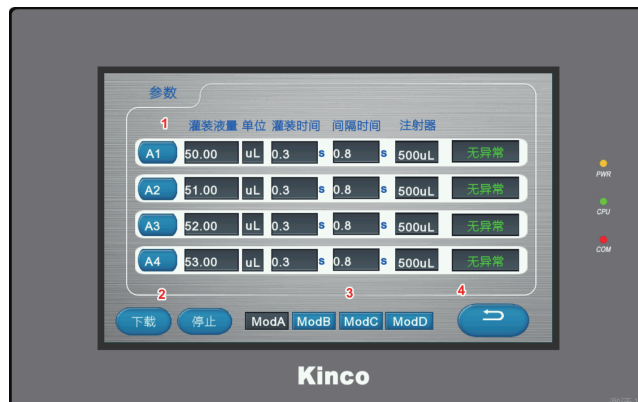 参数
1
灌装液量 单位 灌装时间 间隔时间 注射器
A1 50.00 uL 0.3 s 0.8 s 500uL 无异常
A2 51.00 uL 0.3 s 0.8 s 500uL 无异常
A3 52.00 uL 0.3 s 0.8 s 500uL 无异常
A4 53.00 uL 0.3 s 0.8 s 500uL 无异常
PWR
CPU
COM
2 3 4
下载 停止 ModA ModB ModC ModD
Kinco